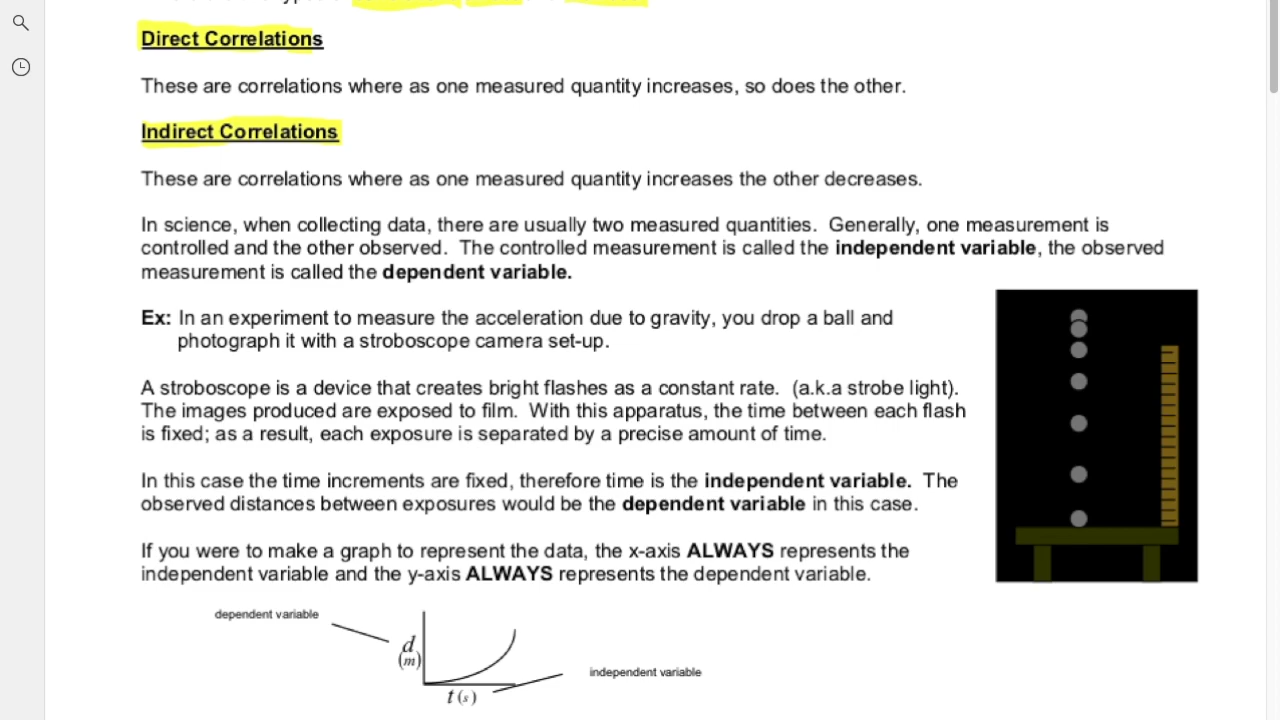 Direct Correlations
These are correlations where as one measured quantity increases, so does the other.
Indirect Correlations
These are correlations where as one measured quantity increases the other decreases.
In science, when collecting data, there are usually two measured quantities. Generally, one measurement is
controlled and the other observed. The controlled measurement is called the independent variable, the observed
measurement is called the dependent variable.
Ex: In an experiment to measure the acceleration due to gravity, you drop a ball and
photograph it with a stroboscope camera set-up.
A stroboscope is a device that creates bright flashes as a constant rate. (a.k.a strobe light).
The images produced are exposed to film. With this apparatus, the time between each flash
is fixed; as a result, each exposure is separated by a precise amount of time.
In this case the time increments are fixed, therefore time is the independent variable. The
observed distances between exposures would be the dependent variable in this case.
If you were to make a graph to represent the data, the x-axis ALWAYS represents the
independent variable and the y-axis ALWAYS represents the dependent variable.
dependent variable
d
(m)
independent variable
t (s)